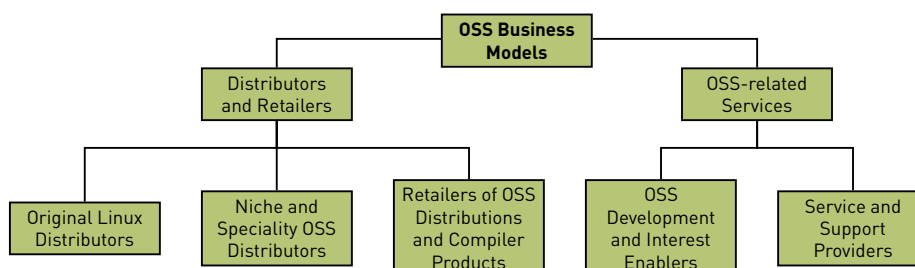 OSS Business
Models
Distributors
and Retailers
OSS-related
Services
Original Linux
Distributors
Niche and
Speciality OSS
Distributors
Retailers of OSS
Distributions
and Compiler
Products
OSS
Development
and Interest
Enablers
Service and
Support
Providers